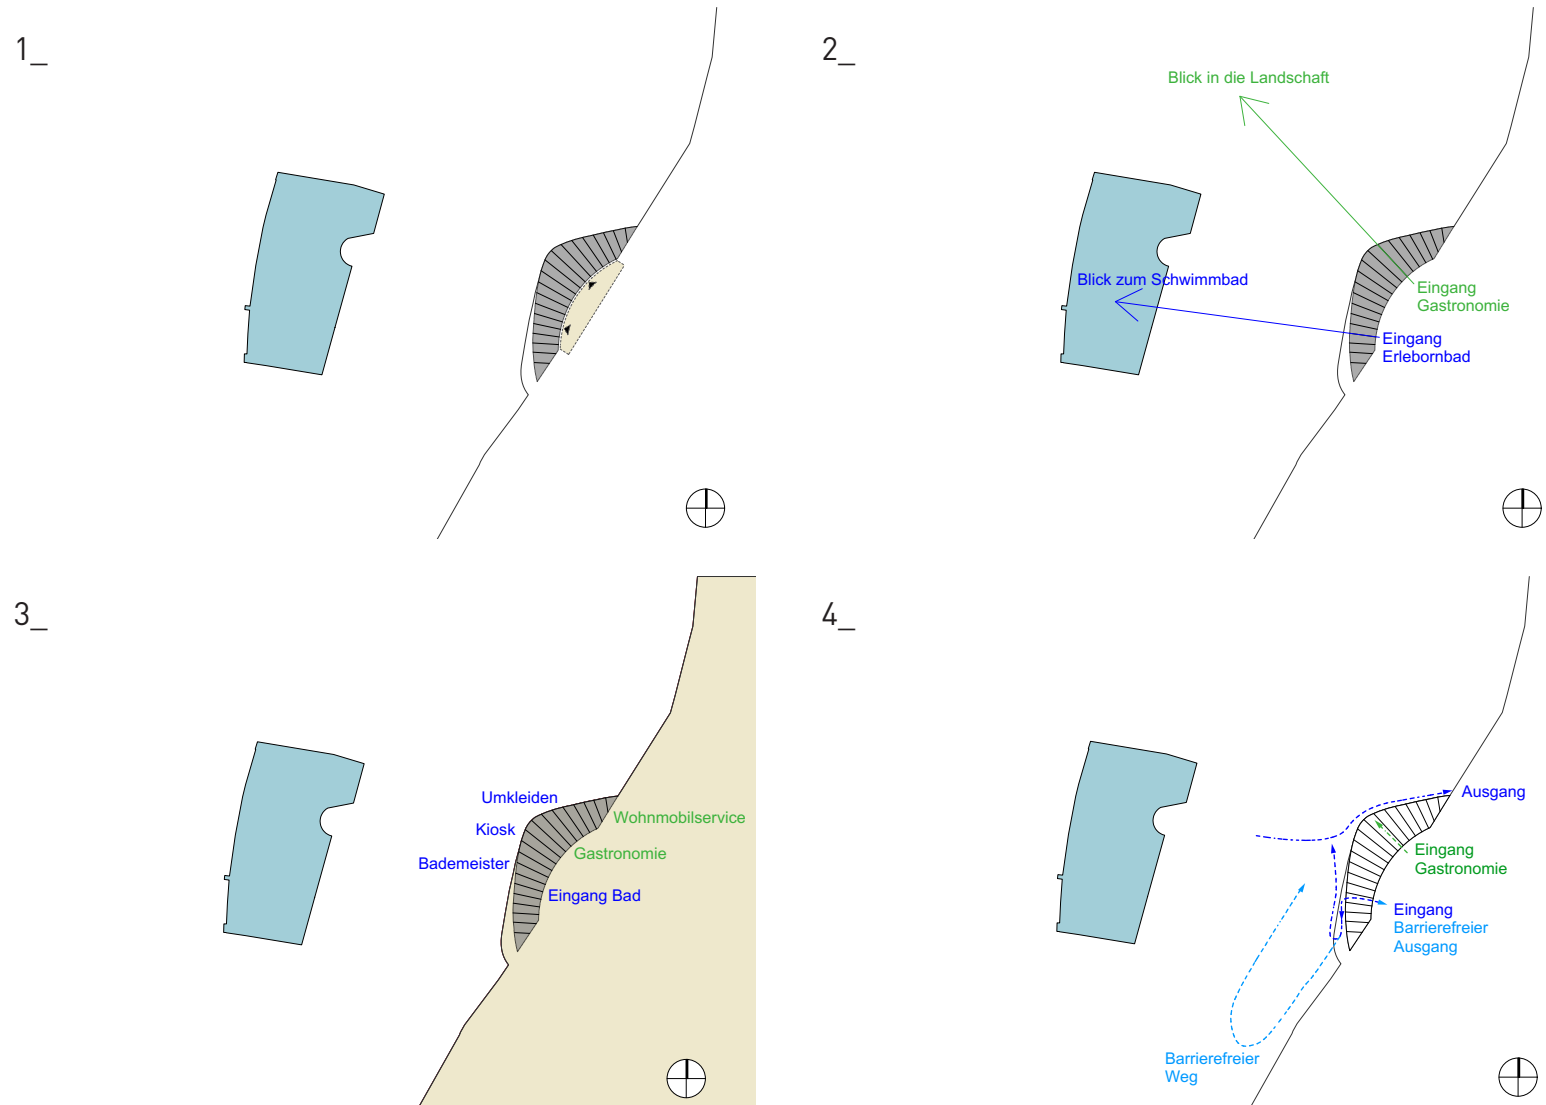 1_
2_
Blick in die Landschaft
Blick zum Schwimmbad
Eingang
Gastronomie
Eingang
Erlebornbad
3_
Umkleiden
Kiosk
Bademeister
Wohnmobilservice
Gastronomie
Eingang Bad
4_
Ausgang
Eingang
Gastronomie
Eingang
Barrierefreier
Ausgang
Barrierefreier
Weg